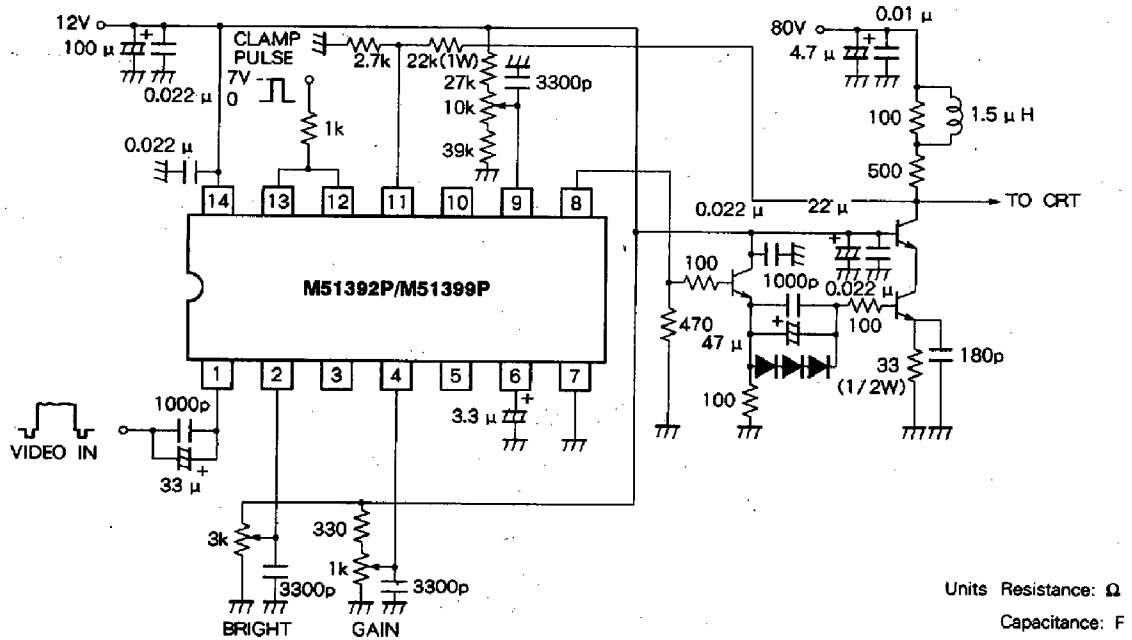 12V
100 μ
+
0.022 μ
CLAMP
PULSE
7V
0
1k
0.022 μ
2.7k
22k(1W)
27k
10k
39k
3300p
80V
0.01 μ
4.7 μ
+
100
1.5 μ H
500
TO CRT
14
13
12
11
10
9
8
M51392P/M51399P
1
2
3
4
5
6
7
0.022 μ
22 μ
+
100
1000p
0.022 μ
470
47 μ
+
100
100
33
(1/2W)
180p
1000p
VIDEO IN
33 μ
+
3.3 μ
+
3k
3300p
BRIGHT
330
1k
3300p
GAIN
Units Resistance: Ω
Capacitance: F